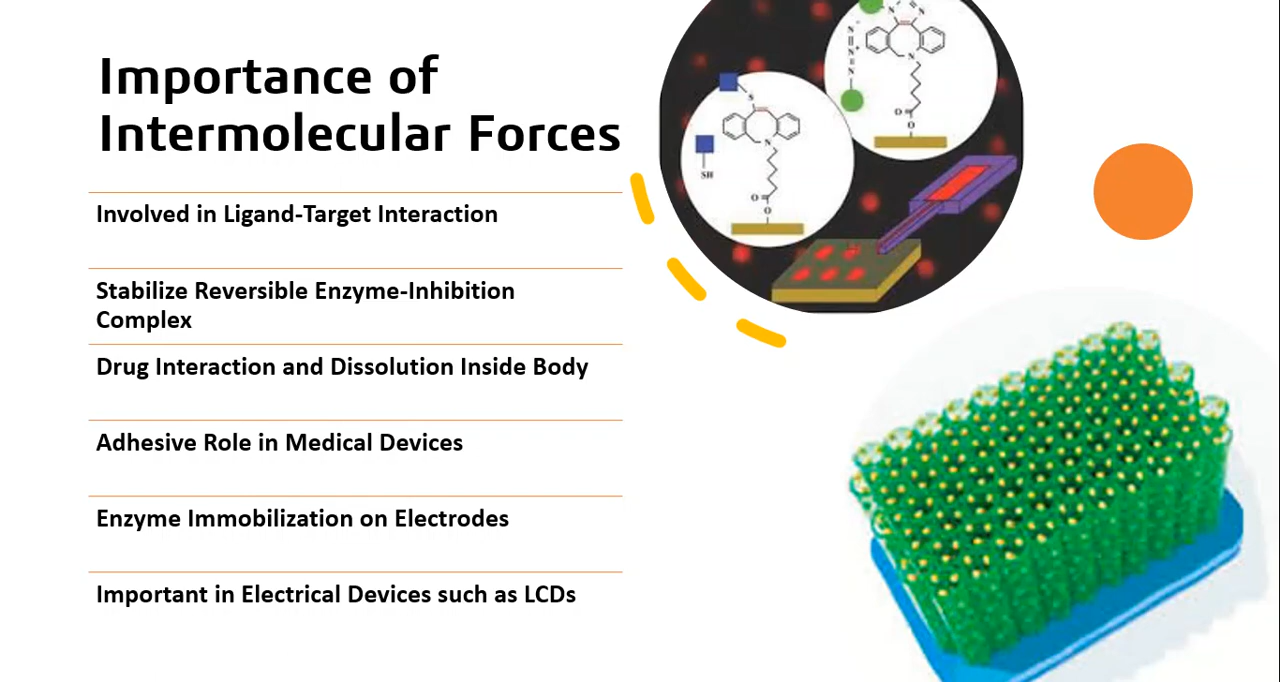 Importance of
Intermolecular Forces
Involved in Ligand-Target Interaction
Stabilize Reversible Enzyme-Inhibition
Complex
Drug Interaction and Dissolution Inside Body
Adhesive Role in Medical Devices
Enzyme Immobilization on Electrodes
Important in Electrical Devices such as LCDs
S
N
SH
O
O
N
N
N
O
O